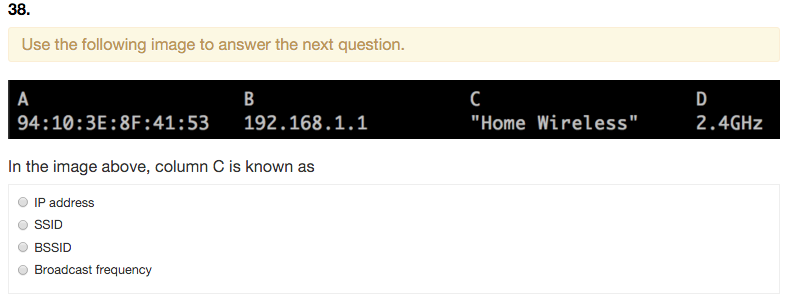 38.
Use the following image to answer the next question.
A B C D
94:10:3E:8F:41:53 192.168.1.1 "Home Wireless" 2.4GHz
In the image above, column C is known as
IP address
SSID
BSSID
Broadcast frequency